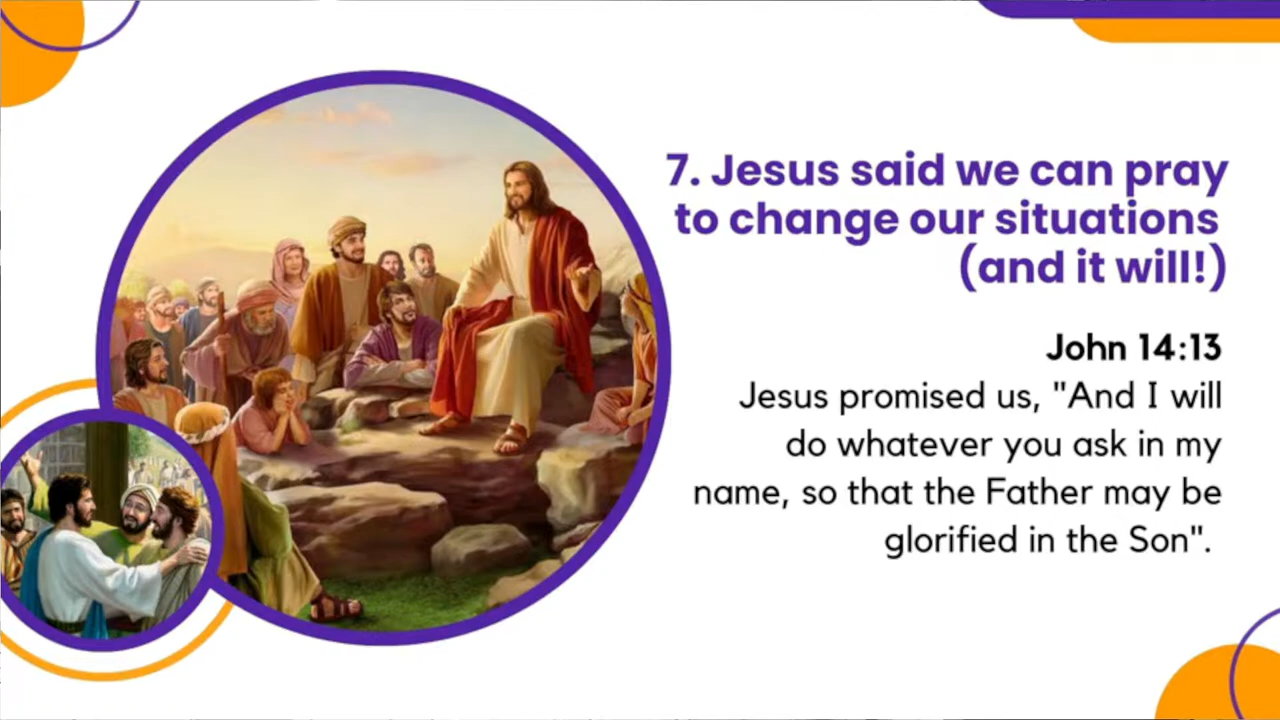 7. Jesus said we can pray
to change our situations
(and it will!)
John 14:13
Jesus promised us, "And I will
do whatever you ask in my
name, so that the Father may be
glorified in the Son".